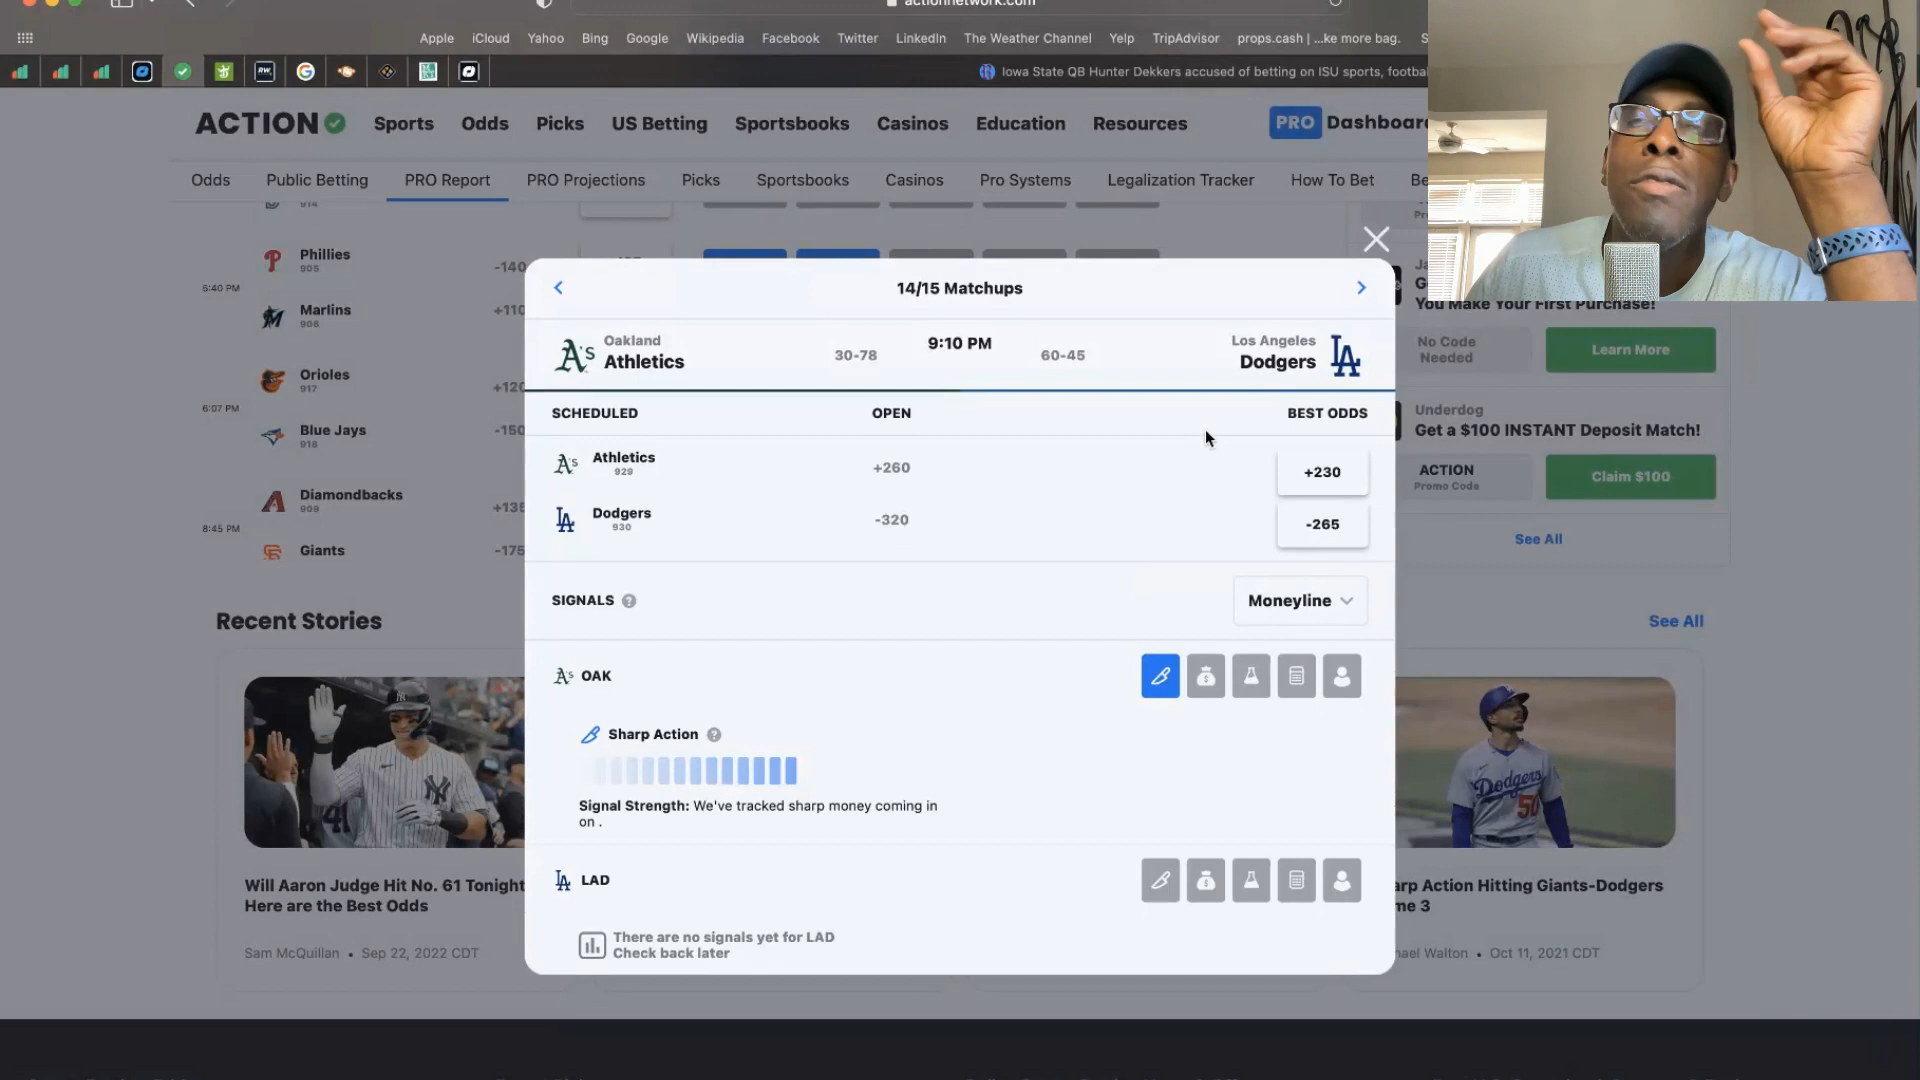 actionnetwork.com
Apple iCloud Yahoo Bing Google Wikipedia Facebook Twitter LinkedIn The Weather Channel Yelp TripAdvisor props.cash | ...ke more bag. S
RW
Iowa State QB Hunter Dekkers accused of betting on ISU sports, footbal
ACTION Sports Odds Picks US Betting Sportsbooks Casinos Education Resources PRO Dashboar
Odds Public Betting PRO Report PRO Projections Picks Sportsbooks Casinos Pro Systems Legalization Tracker How To Bet Be
914
Phillies
905
-140
5:40 PM
Marlins
906
+110
Orioles
917
+120
6:07 PM
Blue Jays
918
-150
Diamondbacks
909
+135
8:45 PM
Giants
-175
14/15 Matchups
Oakland
Athletics
30-78
9:10 PM
60-45
Los Angeles
Dodgers
SCHEDULED OPEN BEST ODDS
Athletics
929
+260
+230
Dodgers
930
-320
-265
SIGNALS
Moneyline
OAK
Sharp Action
Signal Strength: We've tracked sharp money coming in
on .
LAD
There are no signals yet for LAD
Check back later
You Make Your First Purchase!
No Code
Needed
Learn More
Underdog
Get a $100 INSTANT Deposit Match!
ACTION
Promo Code
Claim $100
See All
Recent Stories
See All
Will Aaron Judge Hit No. 61 Tonight
Here are the Best Odds
Sam McQuillan • Sep 22, 2022 CDT
arp Action Hitting Giants-Dodgers
me 3
hael Walton • Oct 11, 2021 CDT
Dodgers
50